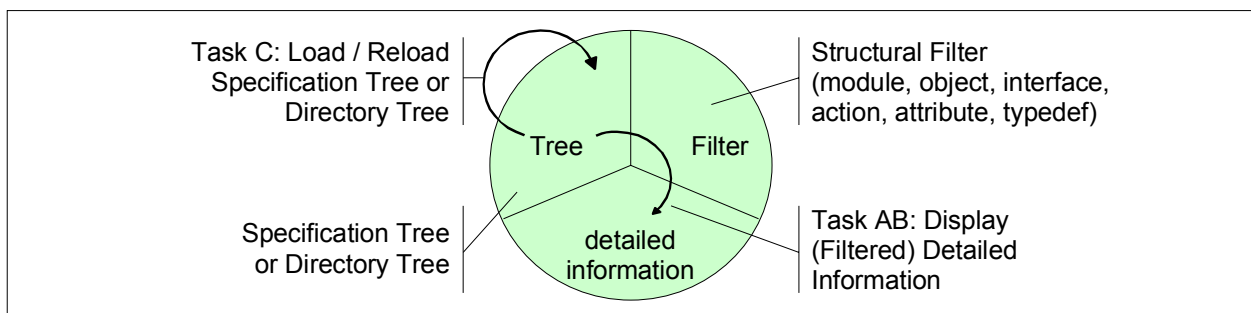 Task C: Load / Reload
Specification Tree or
Directory Tree
Structural Filter
(module, object, interface,
action, attribute, typedef)
Tree
Filter
Specification Tree
or Directory Tree
detailed
information
Task AB: Display
(Filtered) Detailed
Information